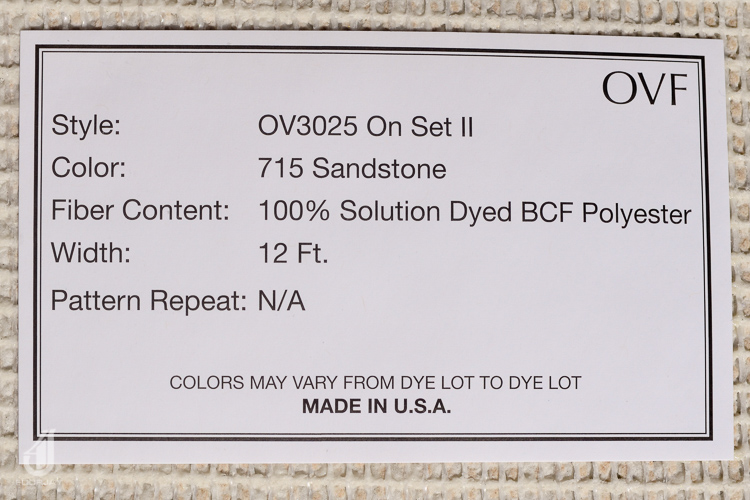 OVF
Style: OV3025 On Set II
Color: 715 Sandstone
Fiber Content: 100% Solution Dyed BCF Polyester
Width: 12 Ft.
Pattern Repeat: N/A
COLORS MAY VARY FROM DYE LOT TO DYE LOT
MADE IN U.S.A.